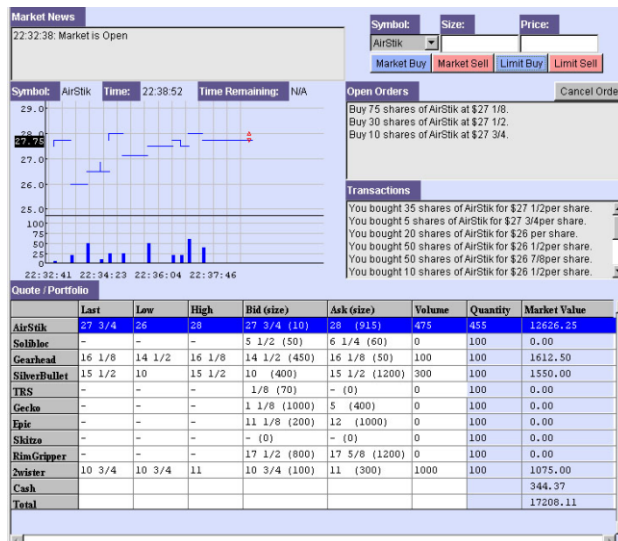 Market News
22:32:38: Market is Open
Symbol: Size: Price:
AirStik
Market Buy Market Sell Limit Buy Limit Sell
Symbol: AirStik Time: 22:38:52 Time Remaining: N/A
29.0
28.0
27.75
27.0
26.0
25.0
100
75
50
25
0
22:32:41 22:34:23 22:36:04 22:37:46
Open Orders Cancel Orde
Buy 75 shares of AirStik at $27 1/8.
Buy 30 shares of AirStik at $27 1/2.
Buy 10 shares of AirStik at $27 3/4.
Transactions
You bought 35 shares of AirStik for $27 1/2per share.
You bought 5 shares of AirStik for $27 3/4per share.
You bought 20 shares of AirStik for $26 per share.
You bought 50 shares of AirStik for $26 1/2per share.
You bought 50 shares of AirStik for $26 7/8per share.
You bought 10 shares of AirStik for $26 1/2per share.
Quote / Portfolio
Last Low High Bid (size) Ask (size) Volume Quantity Market Value
AirStik 27 3/4 26 28 27 3/4 (10) 28 (915) 475 455 12626.25
Solibloc - - - 5 1/2 (50) 6 1/4 (60) 0 100 0.00
Gearhead 16 1/8 14 1/2 16 1/8 14 1/2 (450) 16 1/8 (50) 100 100 1612.50
SilverBullet 15 1/2 10 15 1/2 10 (400) 15 1/2 (1200) 300 100 1550.00
TRS - - - 1/8 (70) - (0) 0 100 0.00
Gecko - - - 1 1/8 (1000) 5 (400) 0 100 0.00
Epic - - - 11 1/8 (200) 12 (1000) 0 100 0.00
Skitzo - - - - (0) - (0) 0 100 0.00
RimGripper - - - 17 1/2 (800) 17 5/8 (1200) 0 100 0.00
2wister 10 3/4 10 3/4 11 10 3/4 (100) 11 (300) 1000 100 1075.00
Cash 344.37
Total 17208.11